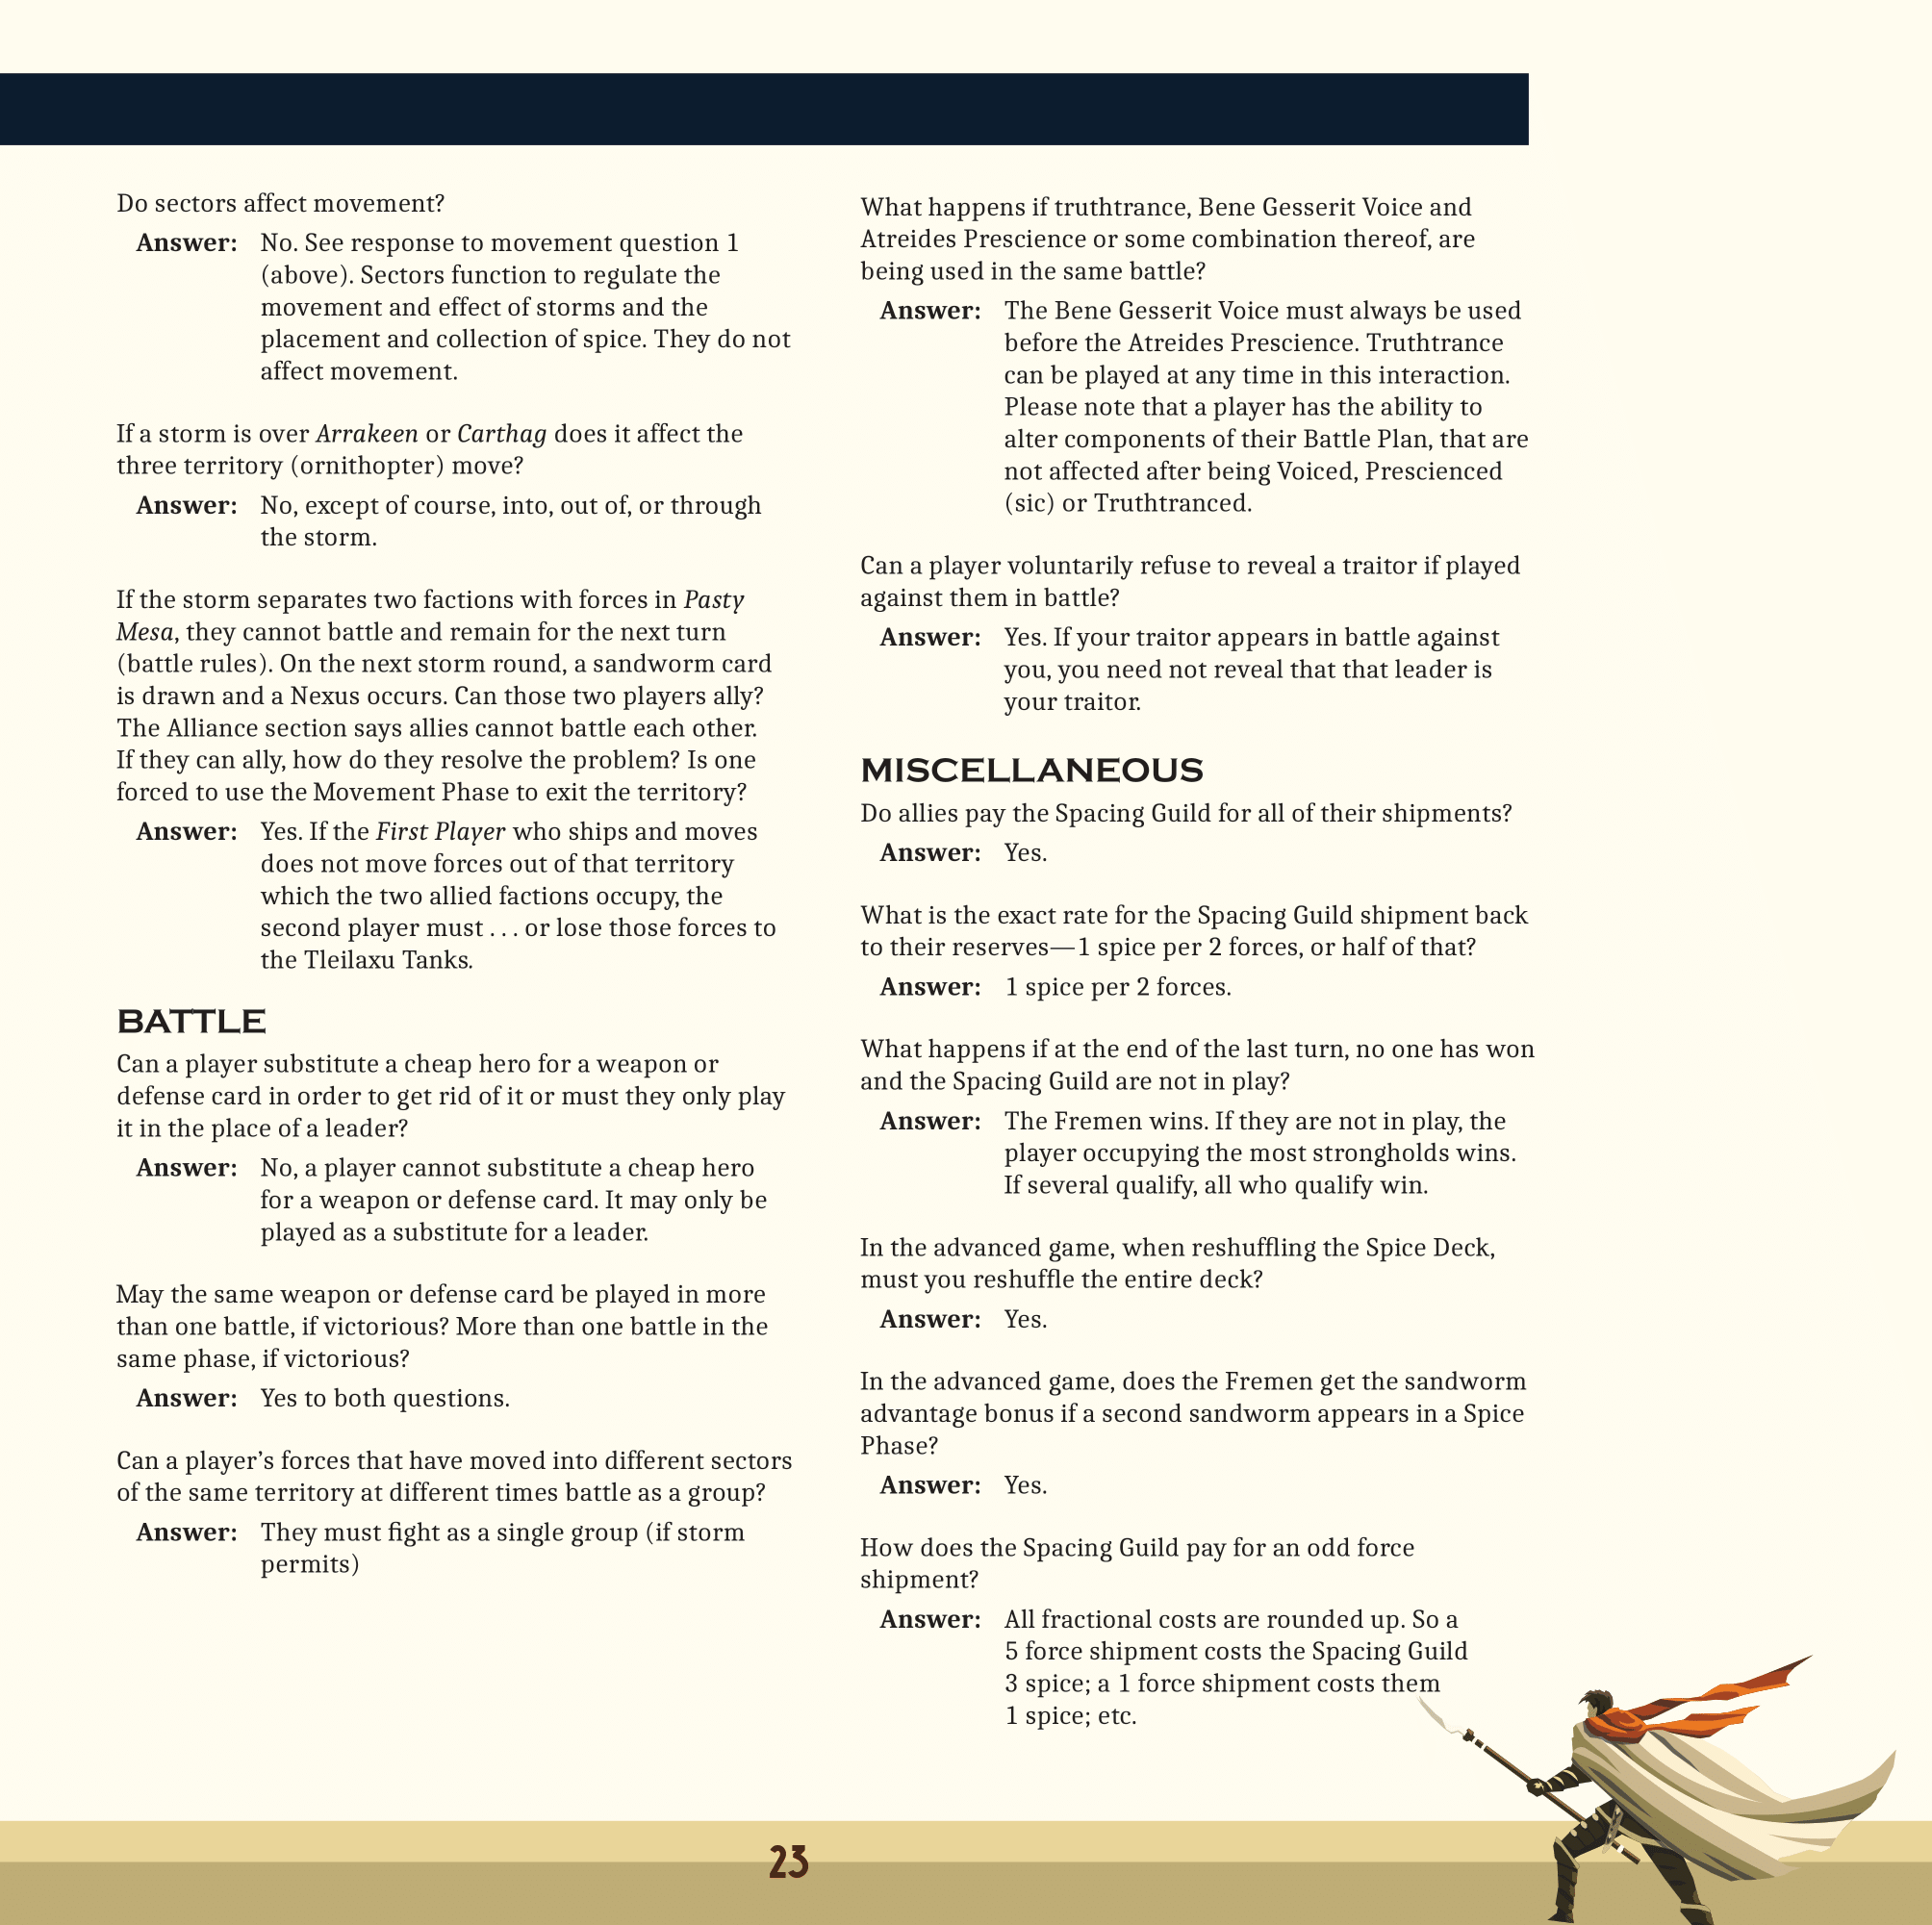 Do sectors affect movement?
Answer: No. See response to movement question 1
(above). Sectors function to regulate the
movement and effect of storms and the
placement and collection of spice. They do not
affect movement.
If a storm is over Arrakeen or Carthag does it affect the
three territory (ornithopter) move?
Answer: No, except of course, into, out of, or through
the storm.
If the storm separates two factions with forces in Pasty
Mesa, they cannot battle and remain for the next turn
(battle rules). On the next storm round, a sandworm card
is drawn and a Nexus occurs. Can those two players ally?
The Alliance section says allies cannot battle each other.
If they can ally, how do they resolve the problem? Is one
forced to use the Movement Phase to exit the territory?
Answer: Yes. If the First Player who ships and moves
does not move forces out of that territory
which the two allied factions occupy, the
second player must . . . or lose those forces to
the Tleilaxu Tanks.
BATTLE
Can a player substitute a cheap hero for a weapon or
defense card in order to get rid of it or must they only play
it in the place of a leader?
Answer: No, a player cannot substitute a cheap hero
for a weapon or defense card. It may only be
played as a substitute for a leader.
May the same weapon or defense card be played in more
than one battle, if victorious? More than one battle in the
same phase, if victorious?
Answer: Yes to both questions.
Can a player’s forces that have moved into different sectors
of the same territory at different times battle as a group?
Answer: They must fight as a single group (if storm
permits)
What happens if truthtrance, Bene Gesserit Voice and
Atreides Prescience or some combination thereof, are
being used in the same battle?
Answer: The Bene Gesserit Voice must always be used
before the Atreides Prescience. Truthtrance
can be played at any time in this interaction.
Please note that a player has the ability to
alter components of their Battle Plan, that are
not affected after being Voiced, Prescienced
(sic) or Truthtranced.
Can a player voluntarily refuse to reveal a traitor if played
against them in battle?
Answer: Yes. If your traitor appears in battle against
you, you need not reveal that that leader is
your traitor.
MISCELLANEOUS
Do allies pay the Spacing Guild for all of their shipments?
Answer: Yes.
What is the exact rate for the Spacing Guild shipment back
to their reserves—1 spice per 2 forces, or half of that?
Answer: 1 spice per 2 forces.
What happens if at the end of the last turn, no one has won
and the Spacing Guild are not in play?
Answer: The Fremen wins. If they are not in play, the
player occupying the most strongholds wins.
If several qualify, all who qualify win.
In the advanced game, when reshuffling the Spice Deck,
must you reshuffle the entire deck?
Answer: Yes.
In the advanced game, does the Fremen get the sandworm
advantage bonus if a second sandworm appears in a Spice
Phase?
Answer: Yes.
How does the Spacing Guild pay for an odd force
shipment?
Answer: All fractional costs are rounded up. So a
5 force shipment costs the Spacing Guild
3 spice; a 1 force shipment costs them
1 spice; etc.
23